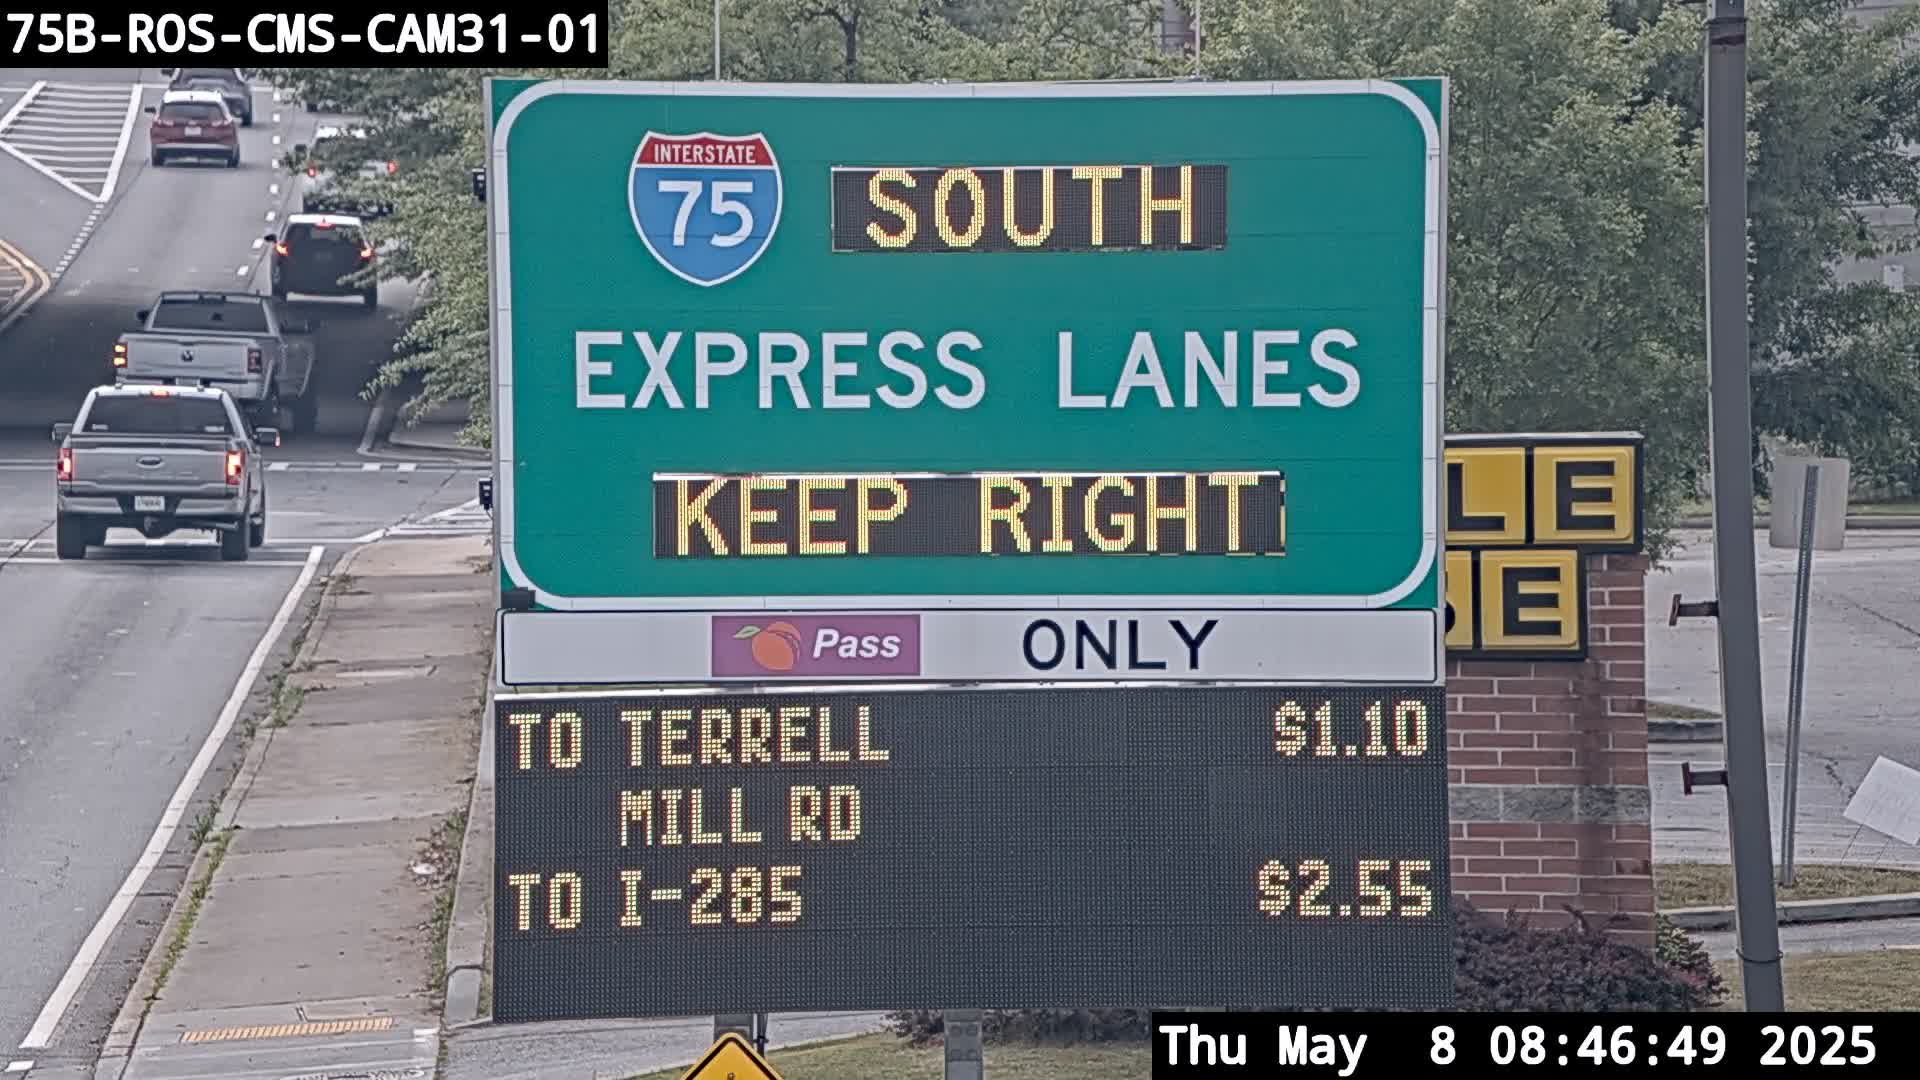 75B-ROS-CMS-CAM31-01
INTERSTATE
75
SOUTH
EXPRESS LANES
KEEP RIGHT
Pass ONLY
TO TERRELL $1.10
MILL RD
TO I-285 $2.55
LE
E
Thu May 8 08:46:49 2025